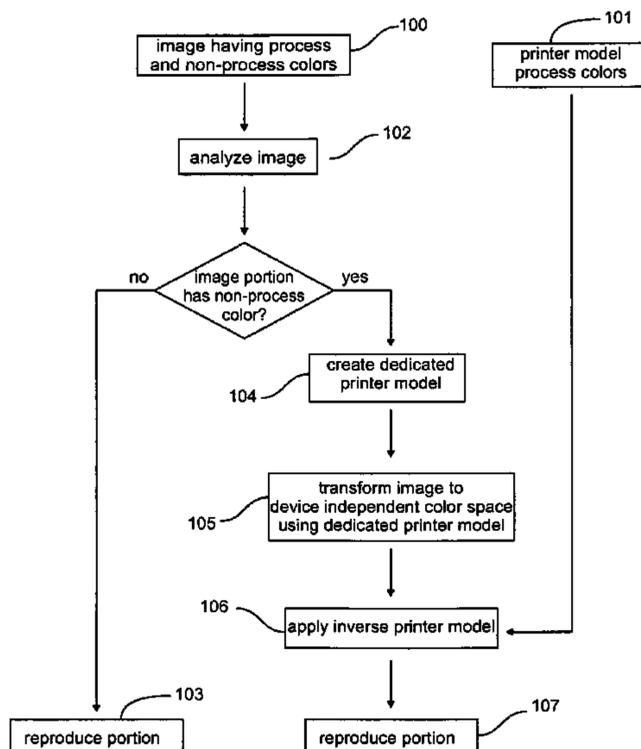 100
image having process
and non-process colors
101
printer model
process colors
102
analyze image
no
image portion
has non-process
color?
yes
create dedicated
printer model
104
transform image to
device independent color space
using dedicated printer model
105
106
apply inverse printer model
103
reproduce portion
107
reproduce portion